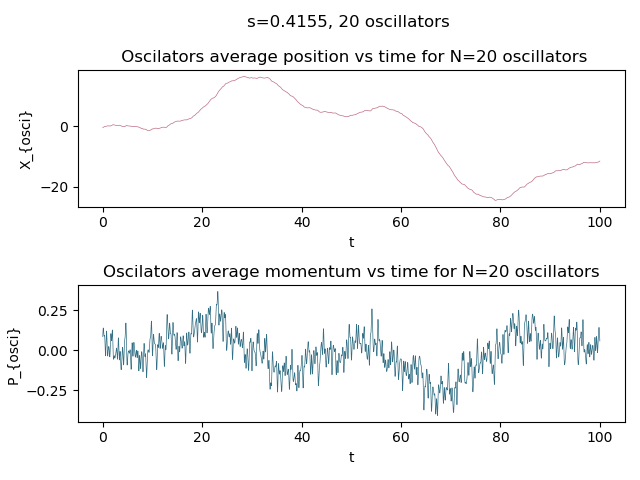 s=0.4155, 20 oscillators
Oscilators average position vs time for N=20 oscillators
X_{osci}
0
−20
0 20 40 60 80 100
t
Oscilators average momentum vs time for N=20 oscillators
P_{osci}
0.25
0.00
−0.25
0 20 40 60 80 100
t